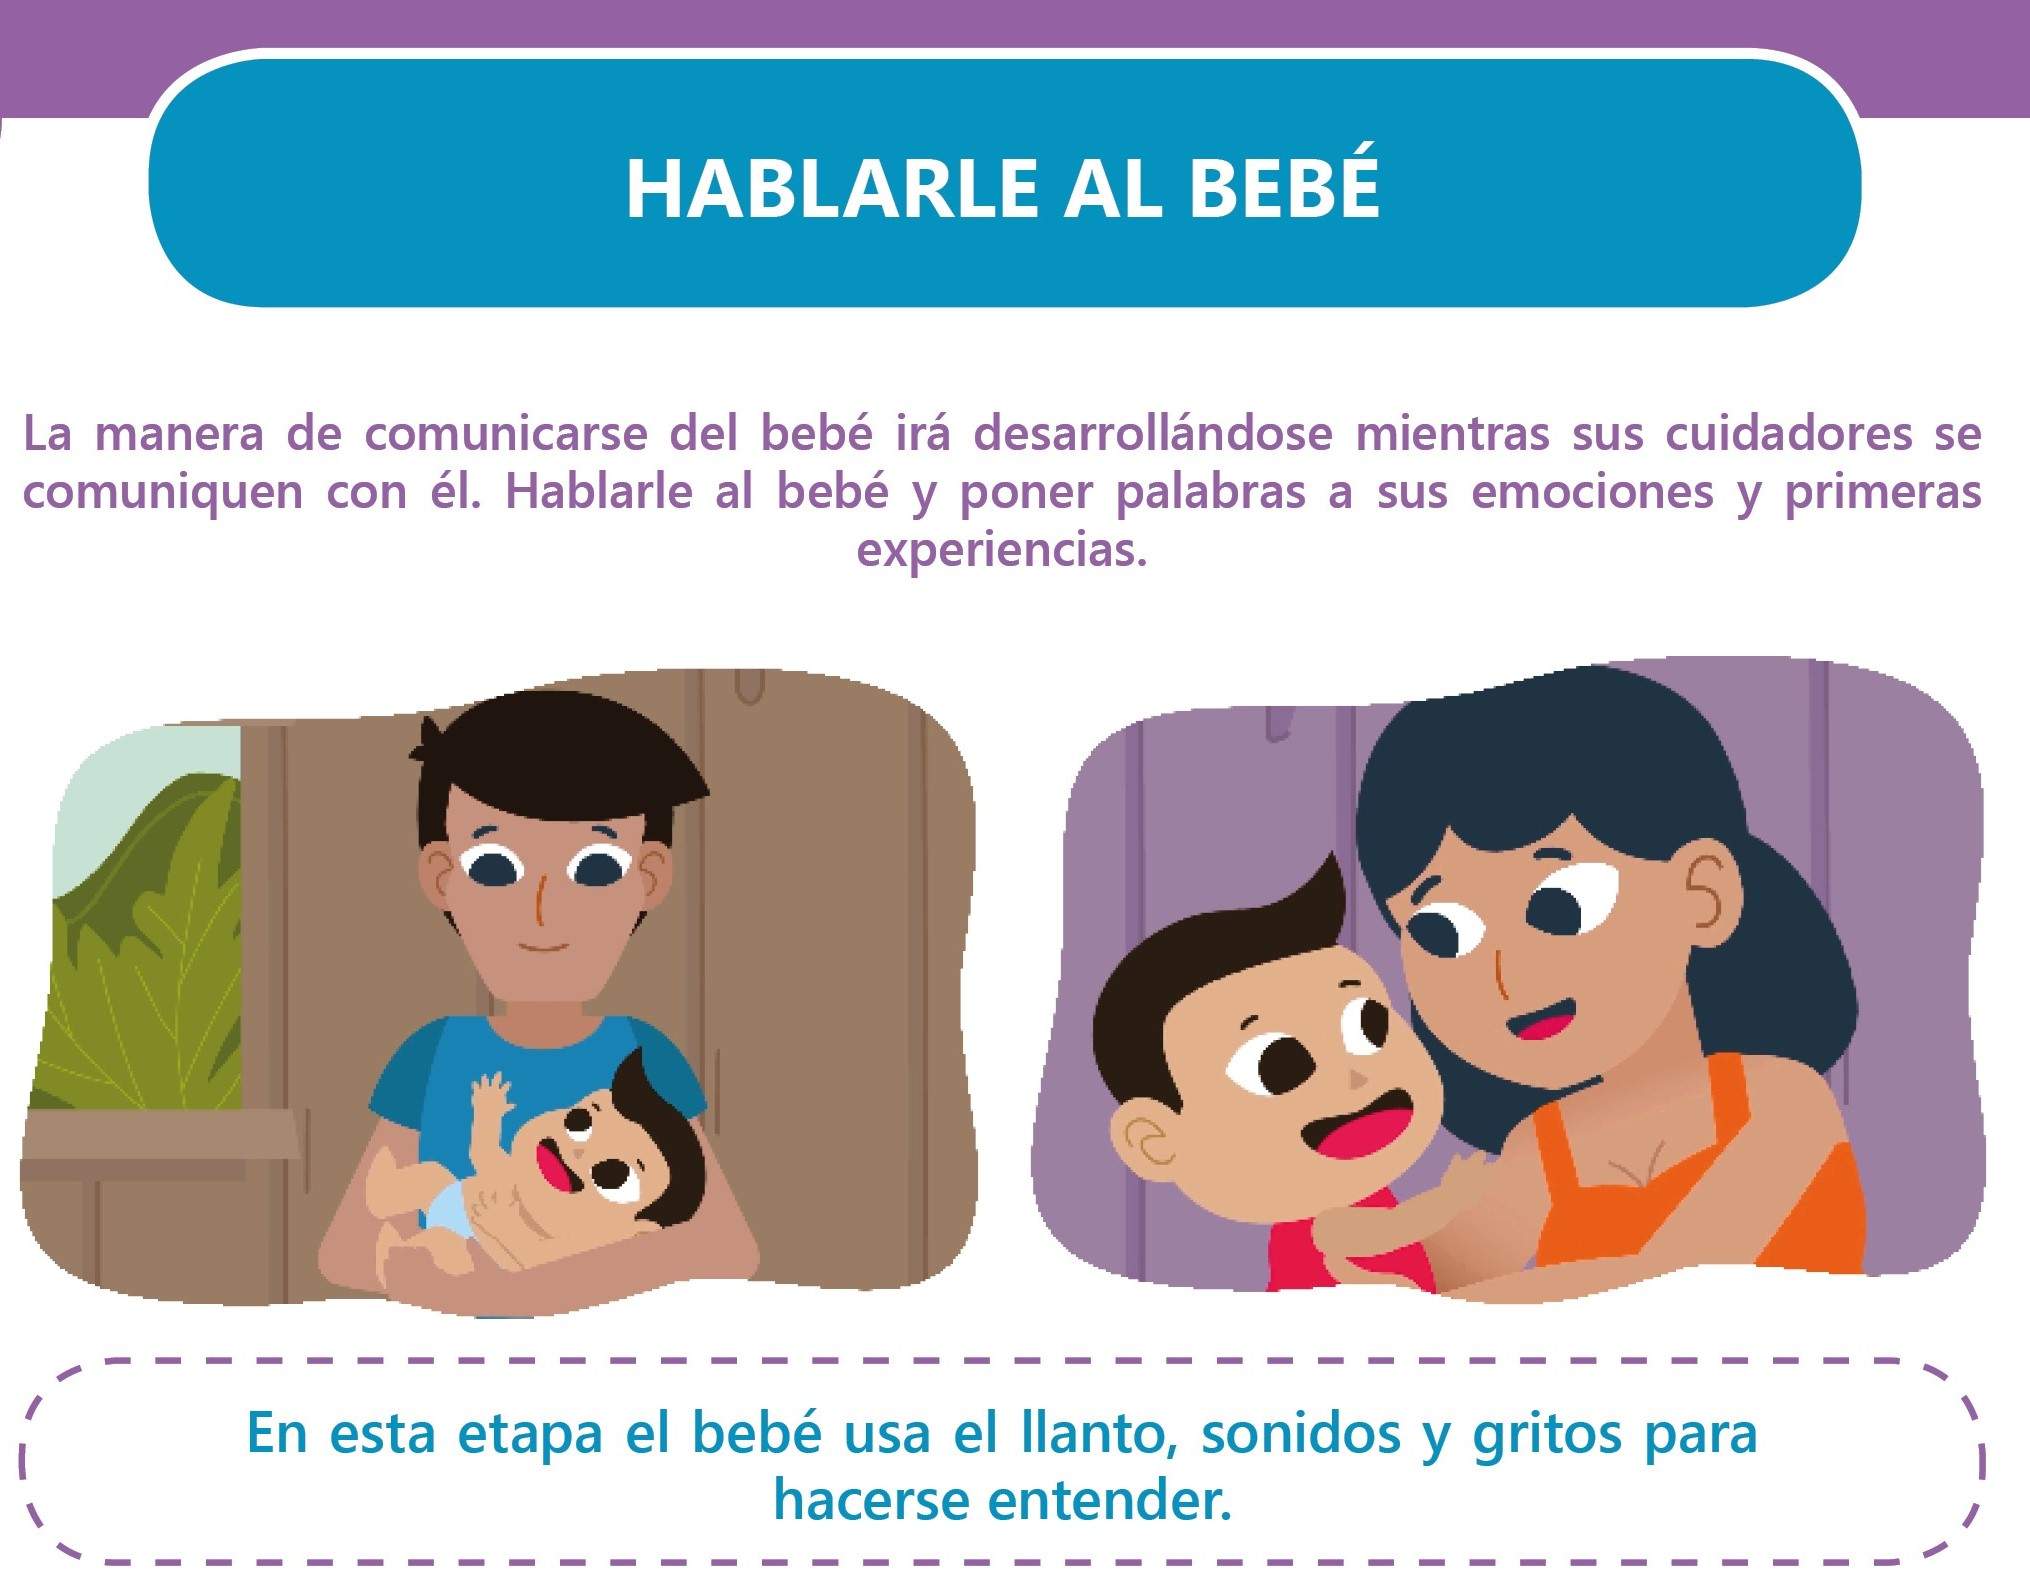 HABLARLE AL BEBÉ
La manera de comunicarse del bebé irá desarrollándose mientras sus cuidadores se
comuniquen con él. Hablarle al bebé y poner palabras a sus emociones y primeras
experiencias.
En esta etapa el bebé usa el llanto, sonidos y gritos para
hacerse entender.